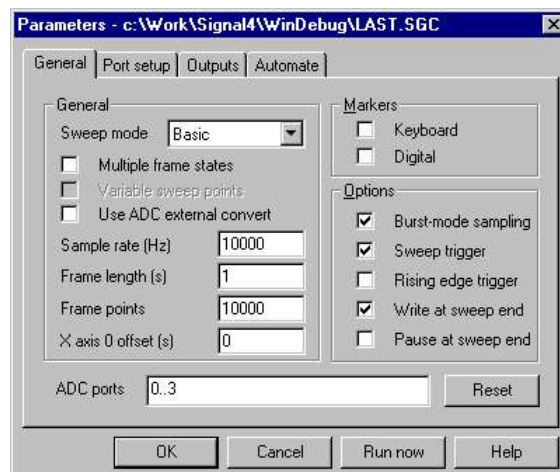 Parameters - c:\Work\Signal4\WinDebug\LAST.SGC
General Port setup Outputs Automate
General
Sweep mode Basic
Multiple frame states
Variable sweep points
Use ADC external convert
Sample rate (Hz) 10000
Frame length (s) 1
Frame points 10000
X axis 0 offset (s) 0
Markers
Keyboard
Digital
Options
Burst-mode sampling
Sweep trigger
Rising edge trigger
Write at sweep end
Pause at sweep end
ADC ports 0..3 Reset
OK Cancel Run now Help